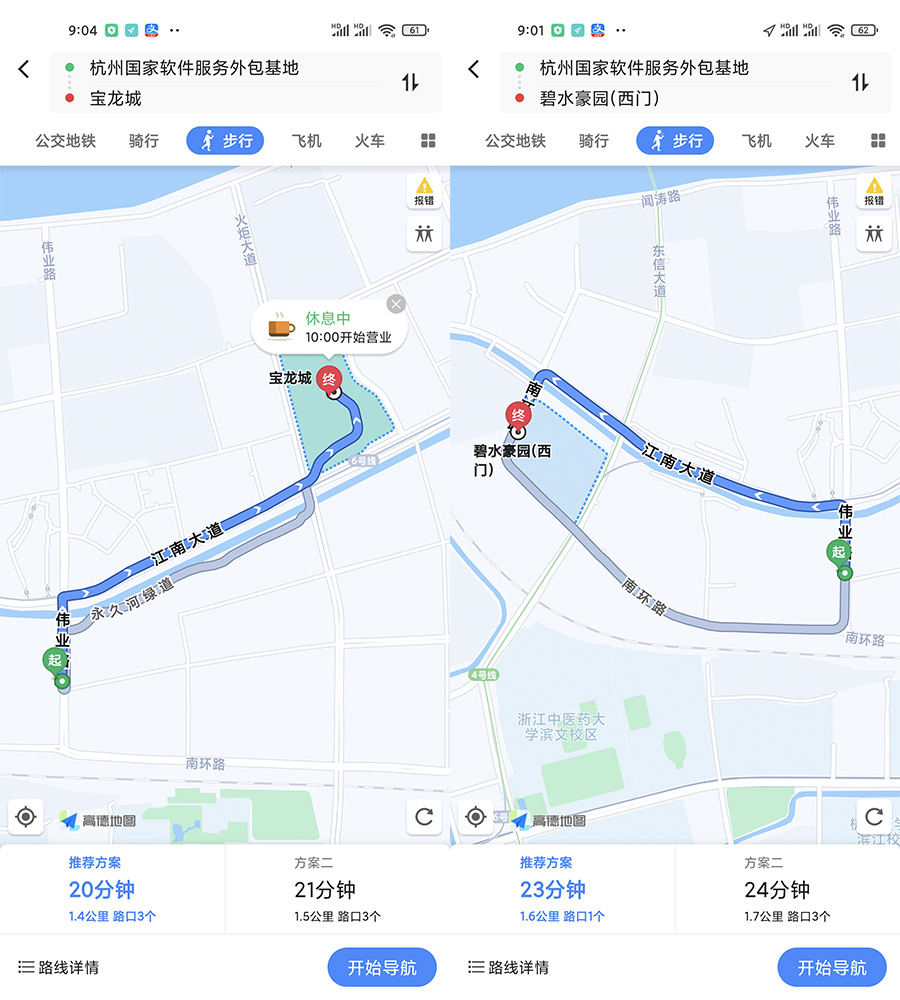 9:04
HD HD 61
杭州国家软件服务外包基地
宝龙城
公交地铁 骑行 步行 飞机 火车
报错
火炬大道
伟业路
休息中
10:00开始营业
宝龙城
终
6号线
江南大道
永久河绿道
伟业
起
南环路
高德地图
推荐方案
20分钟
1.4公里 路口3个
方案二
21分钟
1.5公里 路口3个
路线详情
开始导航
9:01
HD HD 62
杭州国家软件服务外包基地
碧水豪园(西门)
公交地铁 骑行 步行 飞机 火车
报错
闻涛路
伟业路
东信大道
南
终
碧水豪园(西
门)
江南大道
伟业
起
南环路
南环路
4号线
浙江中医药大
学滨文校区
高德地图
滨江校
推荐方案
23分钟
1.6公里 路口1个
方案二
24分钟
1.7公里 路口3个
路线详情
开始导航